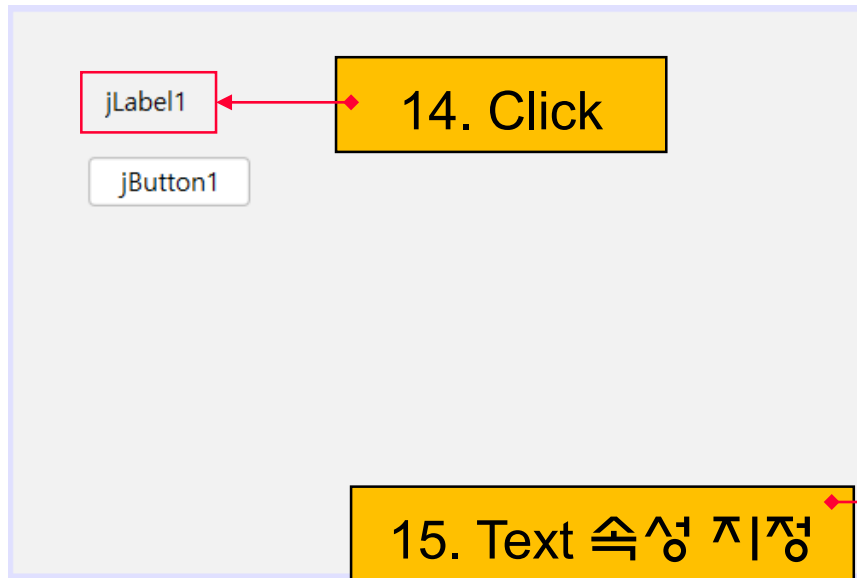 jLabel1
14. Click
jButton1
15. Text 속성 지정